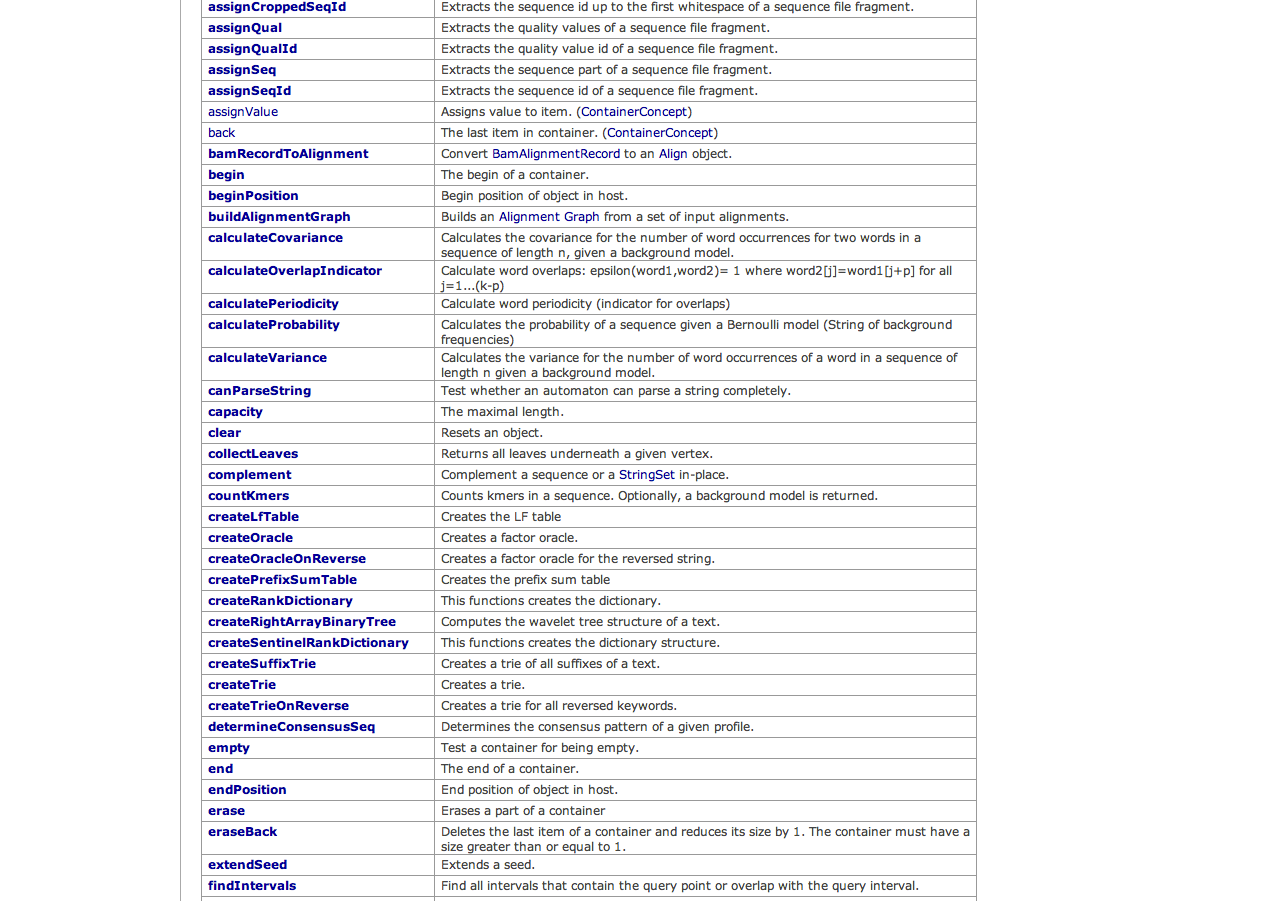 assignCroppedSeqId Extracts the sequence id up to the first whitespace of a sequence file fragment.
assignQual Extracts the quality values of a sequence file fragment.
assignQualId Extracts the quality value id of a sequence file fragment.
assignSeq Extracts the sequence part of a sequence file fragment.
assignSeqId Extracts the sequence id of a sequence file fragment.
assignValue Assigns value to item. (ContainerConcept)
back The last item in container. (ContainerConcept)
bamRecordToAlignment Convert BamAlignmentRecord to an Align object.
begin The begin of a container.
beginPosition Begin position of object in host.
buildAlignmentGraph Builds an Alignment Graph from a set of input alignments.
calculateCovariance Calculates the covariance for the number of word occurrences for two words in a
sequence of length n, given a background model.
calculateOverlapIndicator Calculate word overlaps: epsilon(word1,word2)= 1 where word2[j]=word1[j+p] for all
j=1...(k-p)
calculatePeriodicity Calculate word periodicity (indicator for overlaps)
calculateProbability Calculates the probability of a sequence given a Bernoulli model (String of background
frequencies)
calculateVariance Calculates the variance for the number of word occurrences of a word in a sequence of
length n given a background model.
canParseString Test whether an automaton can parse a string completely.
capacity The maximal length.
clear Resets an object.
collectLeaves Returns all leaves underneath a given vertex.
complement Complement a sequence or a StringSet in-place.
countKmers Counts kmers in a sequence. Optionally, a background model is returned.
createLfTable Creates the LF table
createOracle Creates a factor oracle.
createOracleOnReverse Creates a factor oracle for the reversed string.
createPrefixSumTable Creates the prefix sum table
createRankDictionary This functions creates the dictionary.
createRightArrayBinaryTree Computes the wavelet tree structure of a text.
createSentinelRankDictionary This functions creates the dictionary structure.
createSuffixTrie Creates a trie of all suffixes of a text.
createTrie Creates a trie.
createTrieOnReverse Creates a trie for all reversed keywords.
determineConsensusSeq Determines the consensus pattern of a given profile.
empty Test a container for being empty.
end The end of a container.
endPosition End position of object in host.
erase Erases a part of a container
eraseBack Deletes the last item of a container and reduces its size by 1. The container must have a
size greater than or equal to 1.
extendSeed Extends a seed.
findIntervals Find all intervals that contain the query point or overlap with the query interval.